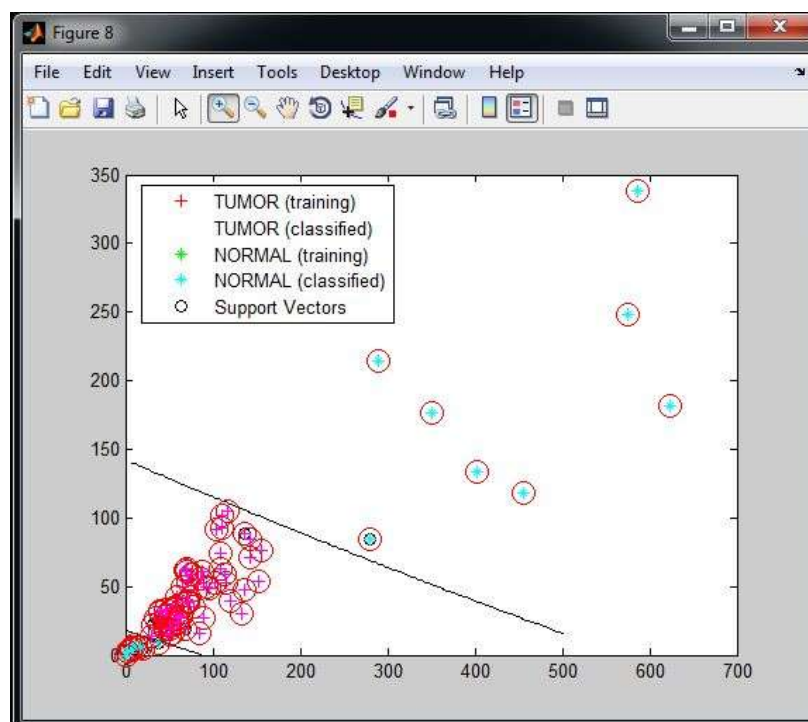 Figure 8
File Edit View Insert Tools Desktop Window Help
350
300
250
200
150
100
50
0
TUMOR (training)
TUMOR (classified)
NORMAL (training)
NORMAL (classified)
Support Vectors
0 100 200 300 400 500 600 700